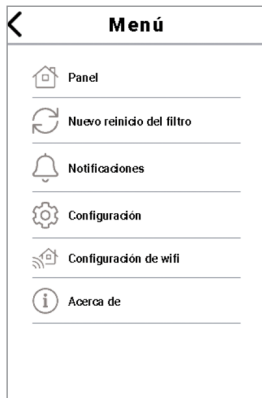 Menú
Panel
Nuevo reinicio del filtro
Notificaciones
Configuración
Configuración de wifi
Acerca de